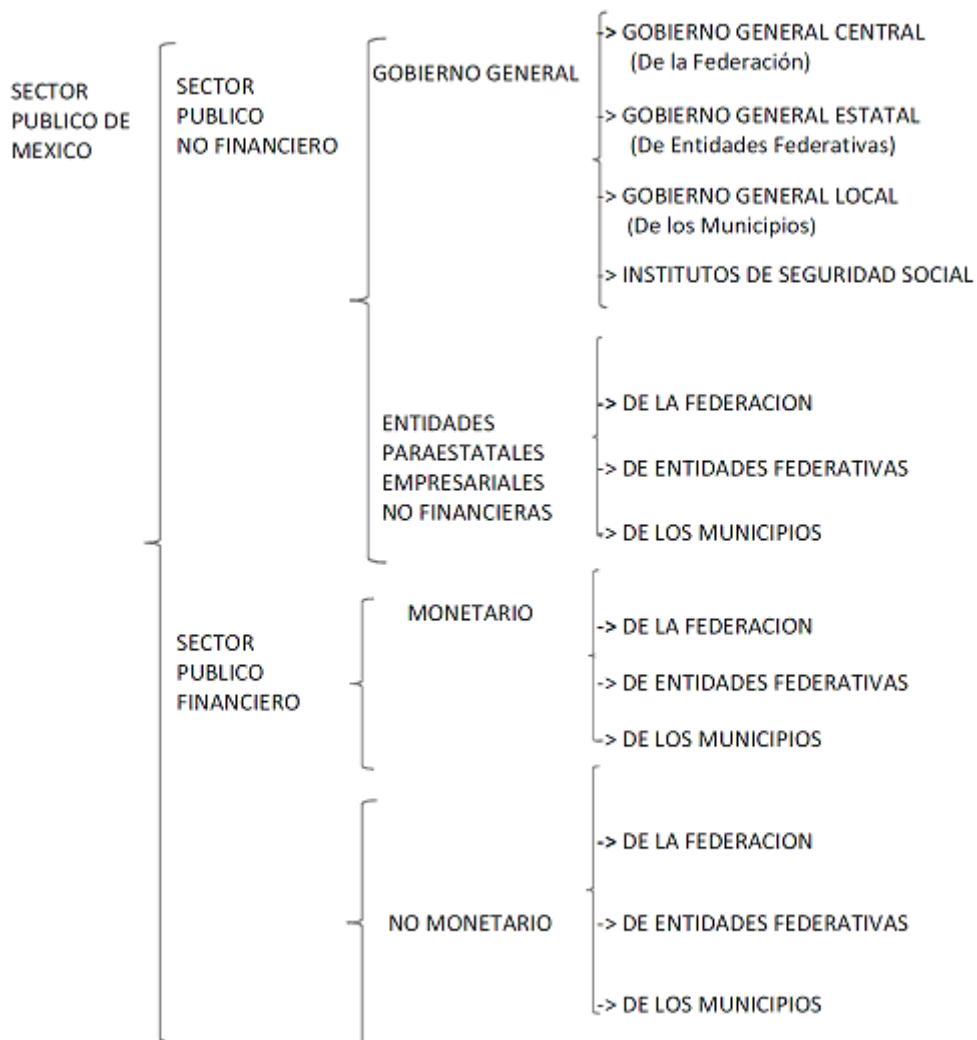 SECTOR
PUBLICO DE
MEXICO
SECTOR
PUBLICO
NO FINANCIERO
GOBIERNO GENERAL
-> GOBIERNO GENERAL CENTRAL
(De la Federación)
-> GOBIERNO GENERAL ESTATAL
(De Entidades Federativas)
-> GOBIERNO GENERAL LOCAL
(De los Municipios)
-> INSTITUTOS DE SEGURIDAD SOCIAL
ENTIDADES
PARAESTATALES
EMPRESARIALES
NO FINANCIERAS
-> DE LA FEDERACION
-> DE ENTIDADES FEDERATIVAS
-> DE LOS MUNICIPIOS
SECTOR
PUBLICO
FINANCIERO
MONETARIO
-> DE LA FEDERACION
-> DE ENTIDADES FEDERATIVAS
-> DE LOS MUNICIPIOS
NO MONETARIO
-> DE LA FEDERACION
-> DE ENTIDADES FEDERATIVAS
-> DE LOS MUNICIPIOS